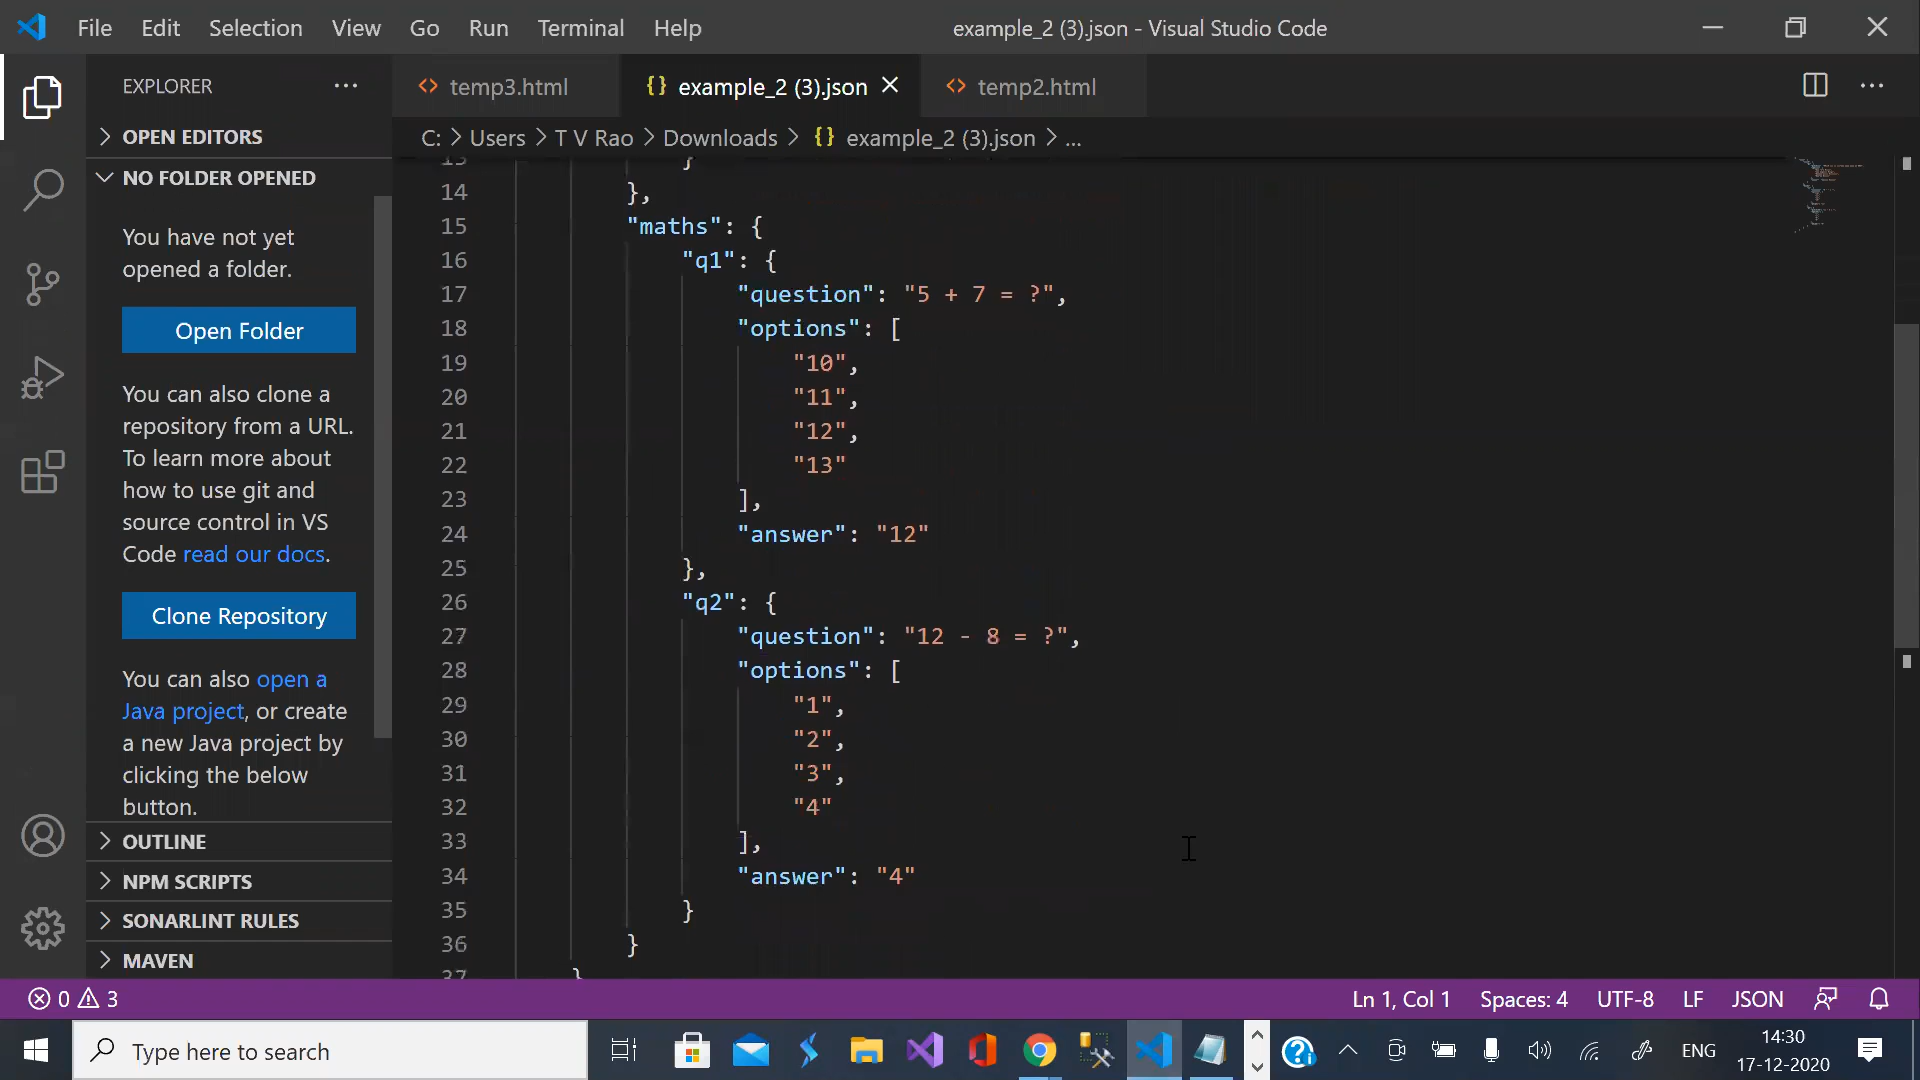 File Edit Selection View Go Run Terminal Help
example_2 (3).json - Visual Studio Code
EXPLORER
OPEN EDITORS
NO FOLDER OPENED
You have not yet
opened a folder.
Open Folder
You can also clone a
repository from a URL.
To learn more about
how to use git and
source control in VS
Code read our docs.
Clone Repository
You can also open a
Java project, or create
a new Java project by
clicking the below
button.
OUTLINE
NPM SCRIPTS
SONARLINT RULES
MAVEN
temp3.html
{} example_2 (3).json
temp2.html
C: > Users > T V Rao > Downloads > {} example_2 (3).json > ...
13 }
14 },
15 "maths": {
16 "q1": {
17 "question": "5 + 7 = ?",
18 "options": [
19 "10",
20 "11",
21 "12",
22 "13"
23 ],
24 "answer": "12"
25 },
26 "q2": {
27 "question": "12 - 8 = ?",
28 "options": [
29 "1",
30 "2",
31 "3",
32 "4"
33 ],
34 "answer": "4"
35 }
36 }
37 }
0 3
Ln 1, Col 1 Spaces: 4 UTF-8 LF JSON
Type here to search
ENG
14:30
17-12-2020